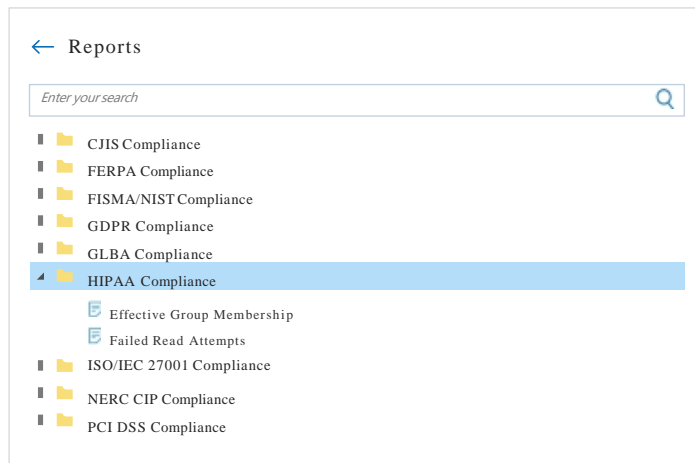 Reports
Enter your search
CJIS Compliance
FERPA Compliance
FISMA/NIST Compliance
GDPR Compliance
GLBA Compliance
HIPAA Compliance
Effective Group Membership
Failed Read Attempts
ISO/IEC 27001 Compliance
NERC CIP Compliance
PCI DSS Compliance